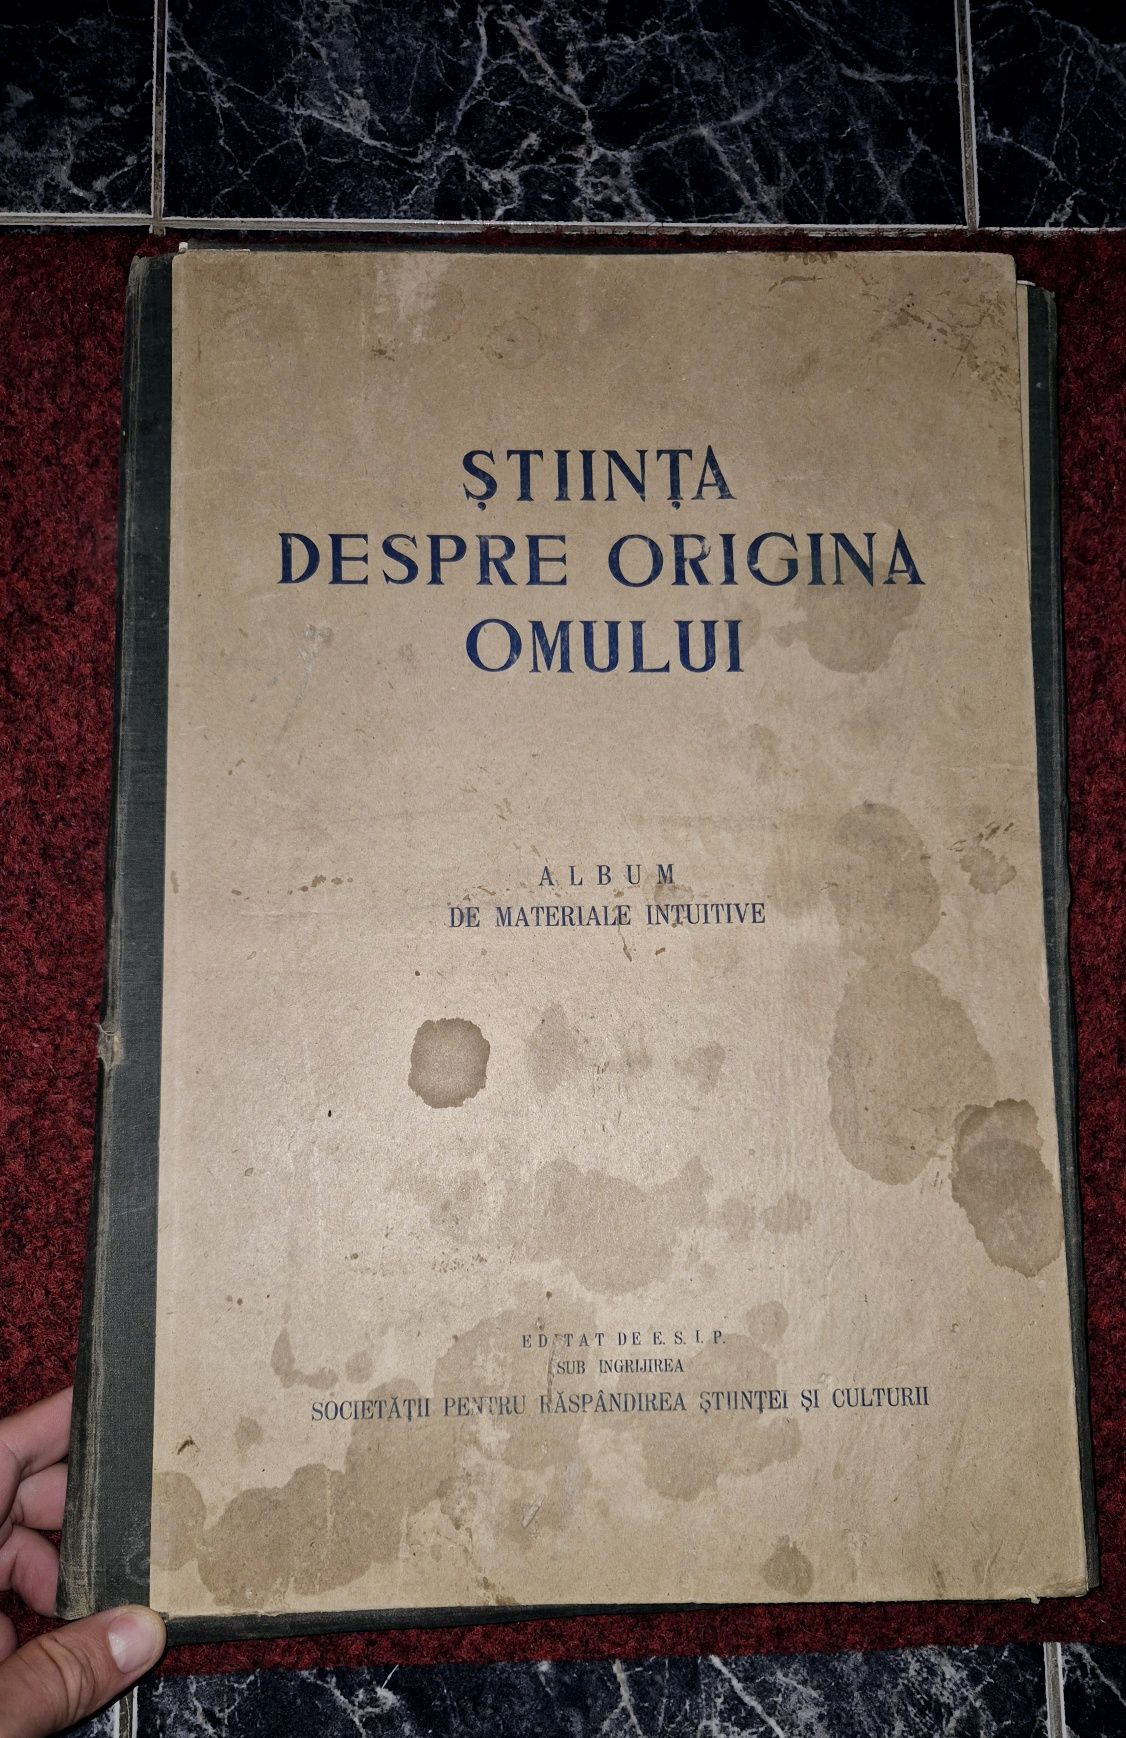 ȘTIINȚA
DESPRE ORIGINA
OMULUI
ALBUM
DE MATERIALE INTUITIVE
EDITAT DE E. S. I. P.
SUB INGRIJIREA
SOCIETĂȚII PENTRU RĂSPÂNDIREA ȘTIINȚEI ȘI CULTURII